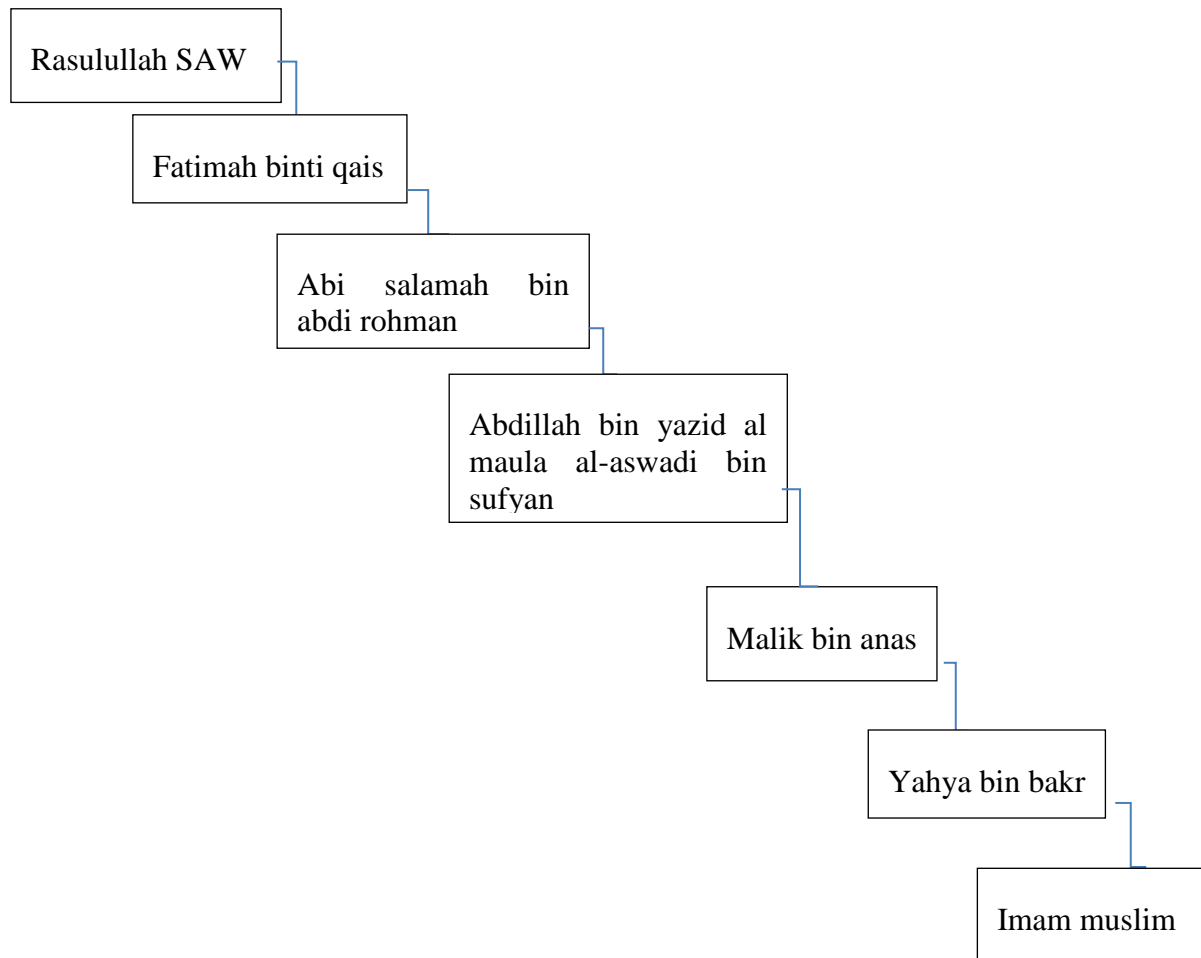 Rasulullah SAW
Fatimah binti qais
Abi salamah bin
abdi rohman
Abdillah bin yazid al
maula al-aswadi bin
sufyan
Malik bin anas
Yahya bin bakr
Imam muslim